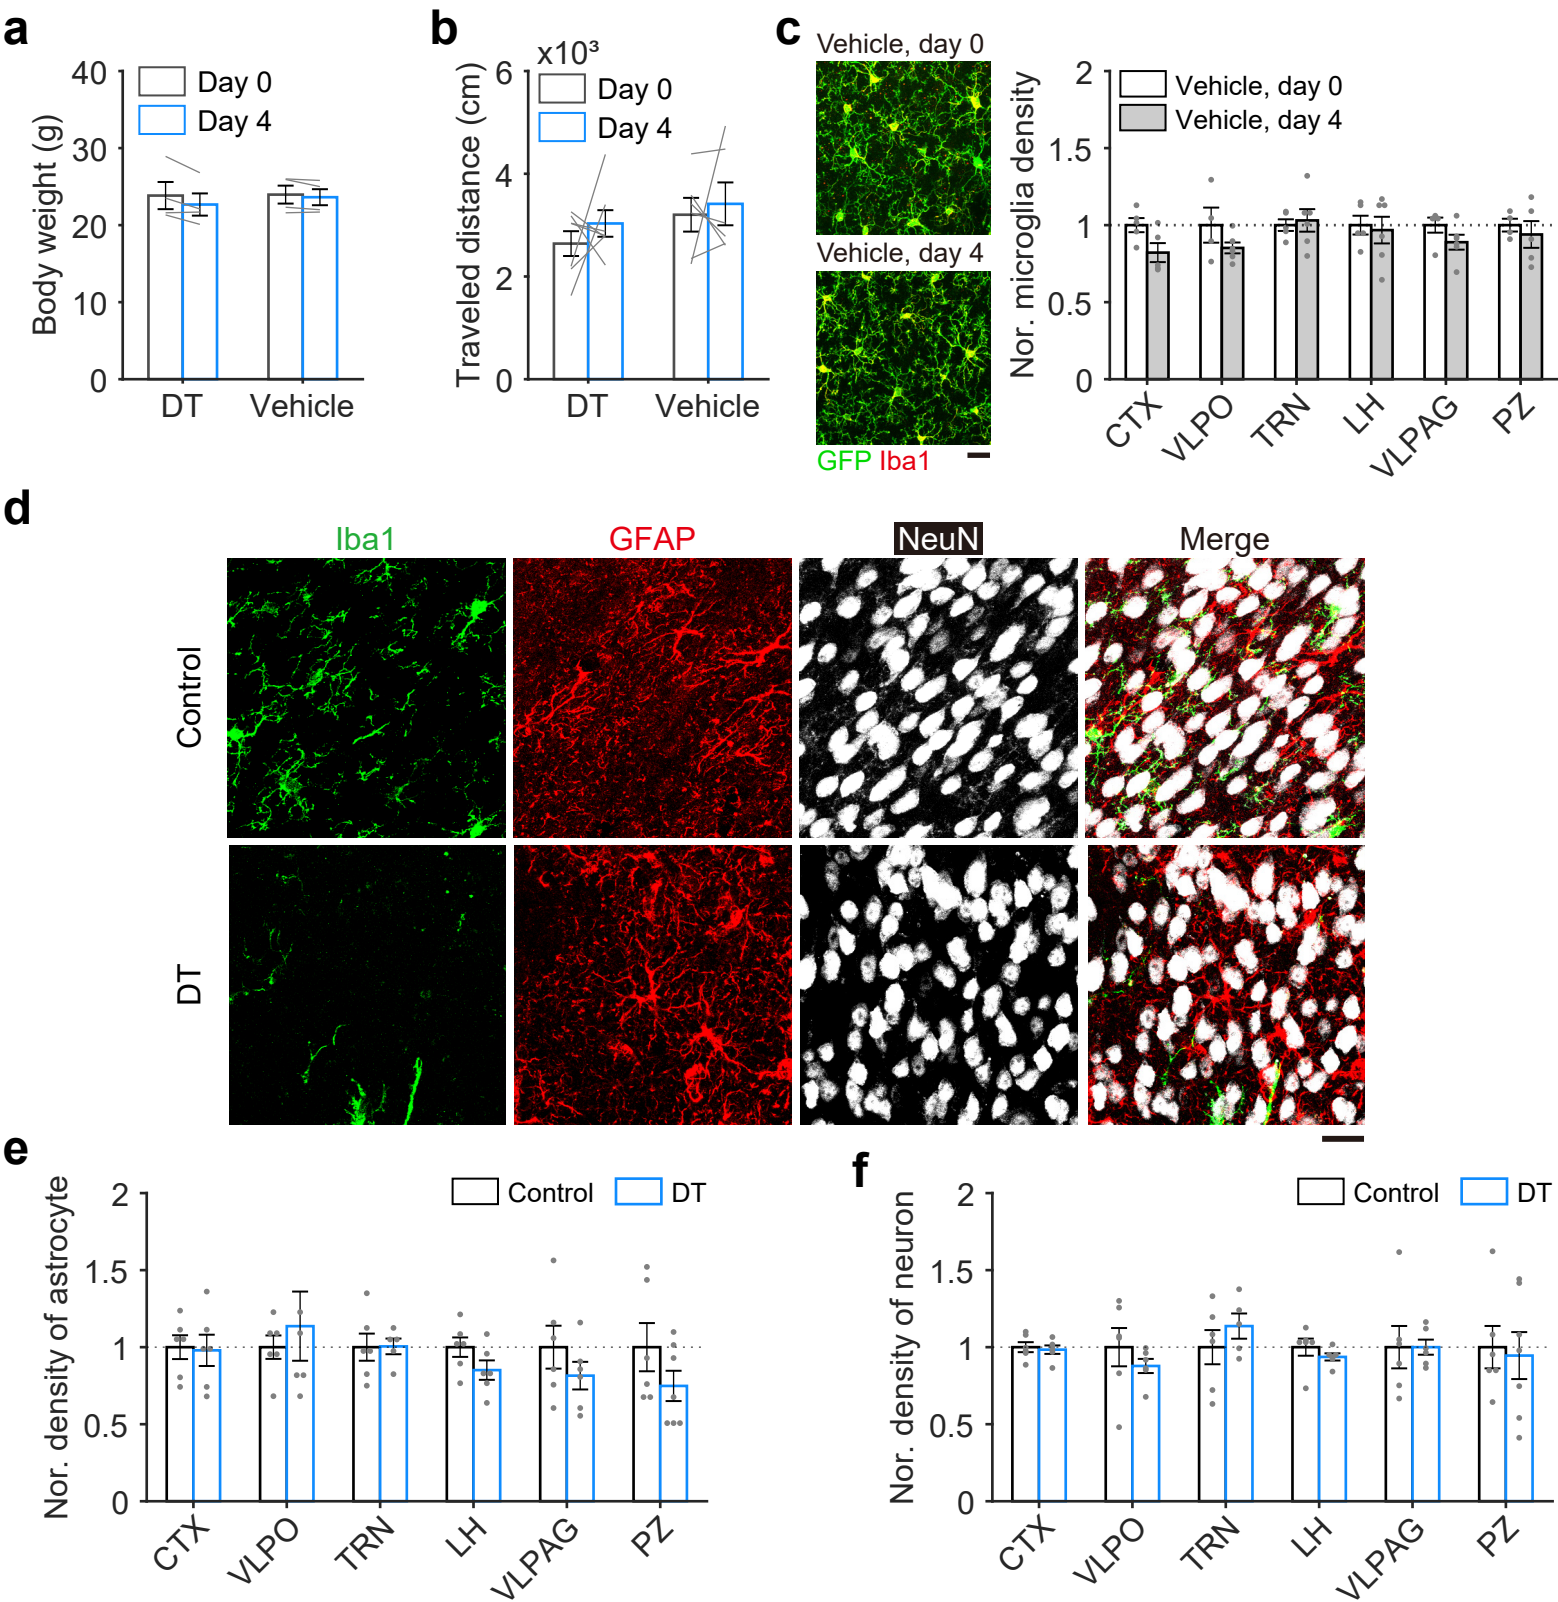 a
Body weight (g)
40
30
20
10
0
Day 0
Day 4
DT
Vehicle
b
Traveled distance (cm)
x10³
6
4
2
0
Day 0
Day 4
DT
Vehicle
c
Vehicle, day 0
Vehicle, day 4
GFP Iba1
Nor. microglia density
2
1.5
1
0.5
0
Vehicle, day 0
Vehicle, day 4
CTX
VLPO
TRN
LH
VLPAG
PZ
d
Iba1
GFAP
NeuN
Merge
Control
DT
e
Nor. density of astrocyte
2
1.5
1
0.5
0
Control
DT
CTX
VLPO
TRN
LH
VLPAG
PZ
f
Nor. density of neuron
2
1.5
1
0.5
0
Control
DT
CTX
VLPO
TRN
LH
VLPAG
PZ